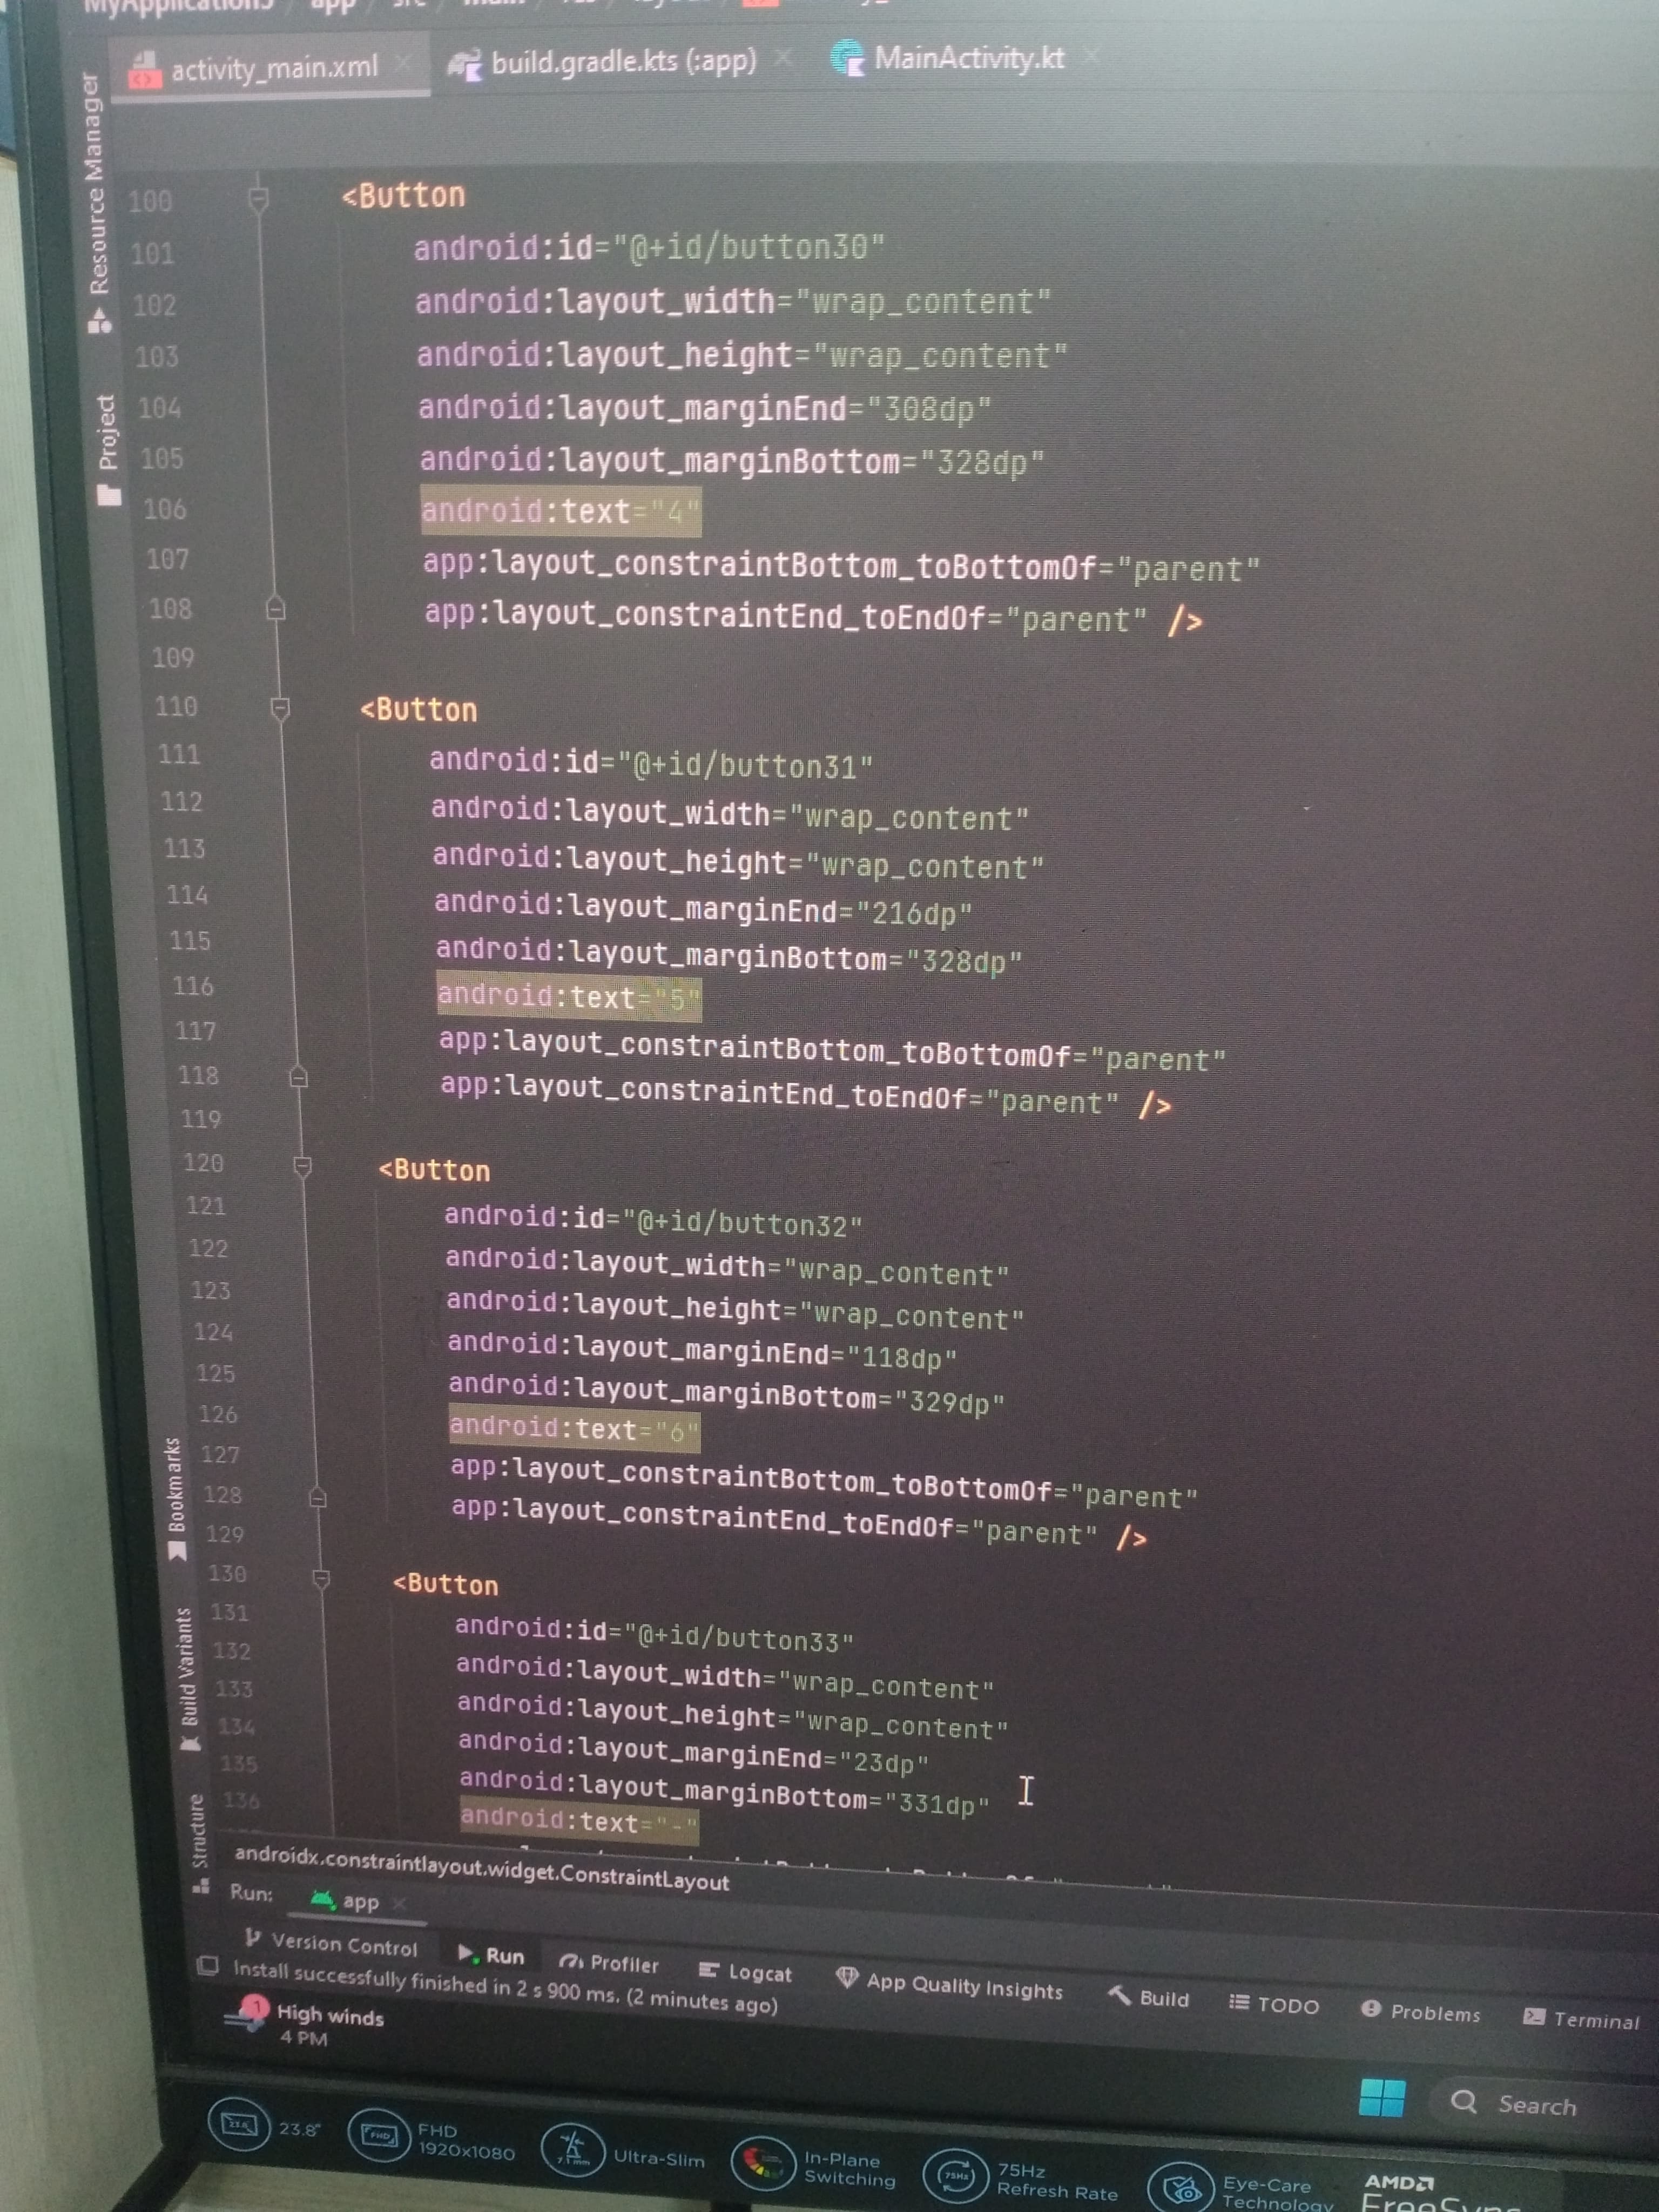 MyApplication3 / app / src / main
activity_main.xml
build.gradle.kts (:app)
MainActivity.kt
Resource Manager
Project
Bookmarks
Build Variants
Structure
100 <Button
101 android:id="@+id/button30"
102 android:layout_width="wrap_content"
103 android:layout_height="wrap_content"
104 android:layout_marginEnd="308dp"
105 android:layout_marginBottom="328dp"
106 android:text="4"
107 app:layout_constraintBottom_toBottomOf="parent"
108 app:layout_constraintEnd_toEndOf="parent" />
109
110 <Button
111 android:id="@+id/button31"
112 android:layout_width="wrap_content"
113 android:layout_height="wrap_content"
114 android:layout_marginEnd="216dp"
115 android:layout_marginBottom="328dp"
116 android:text="5"
117 app:layout_constraintBottom_toBottomOf="parent"
118 app:layout_constraintEnd_toEndOf="parent" />
119
120 <Button
121 android:id="@+id/button32"
122 android:layout_width="wrap_content"
123 android:layout_height="wrap_content"
124 android:layout_marginEnd="118dp"
125 android:layout_marginBottom="329dp"
126 android:text="6"
127 app:layout_constraintBottom_toBottomOf="parent"
128 app:layout_constraintEnd_toEndOf="parent" />
129
130 <Button
131 android:id="@+id/button33"
132 android:layout_width="wrap_content"
133 android:layout_height="wrap_content"
134 android:layout_marginEnd="23dp"
135 android:layout_marginBottom="331dp"
136 android:text="-"
androidx.constraintlayout.widget.ConstraintLayout
Run: app
Version Control Run Profiler Logcat App Quality Insights Build TODO Problems Terminal
Install successfully finished in 2 s 900 ms. (2 minutes ago)
1
High winds
4 PM
Search
23.8"
FHD
1920x1080
7.1mm
Ultra-Slim
In-Plane
Switching
75Hz
75Hz
Refresh Rate
Eye-Care
Technology
AMD
FreeSync